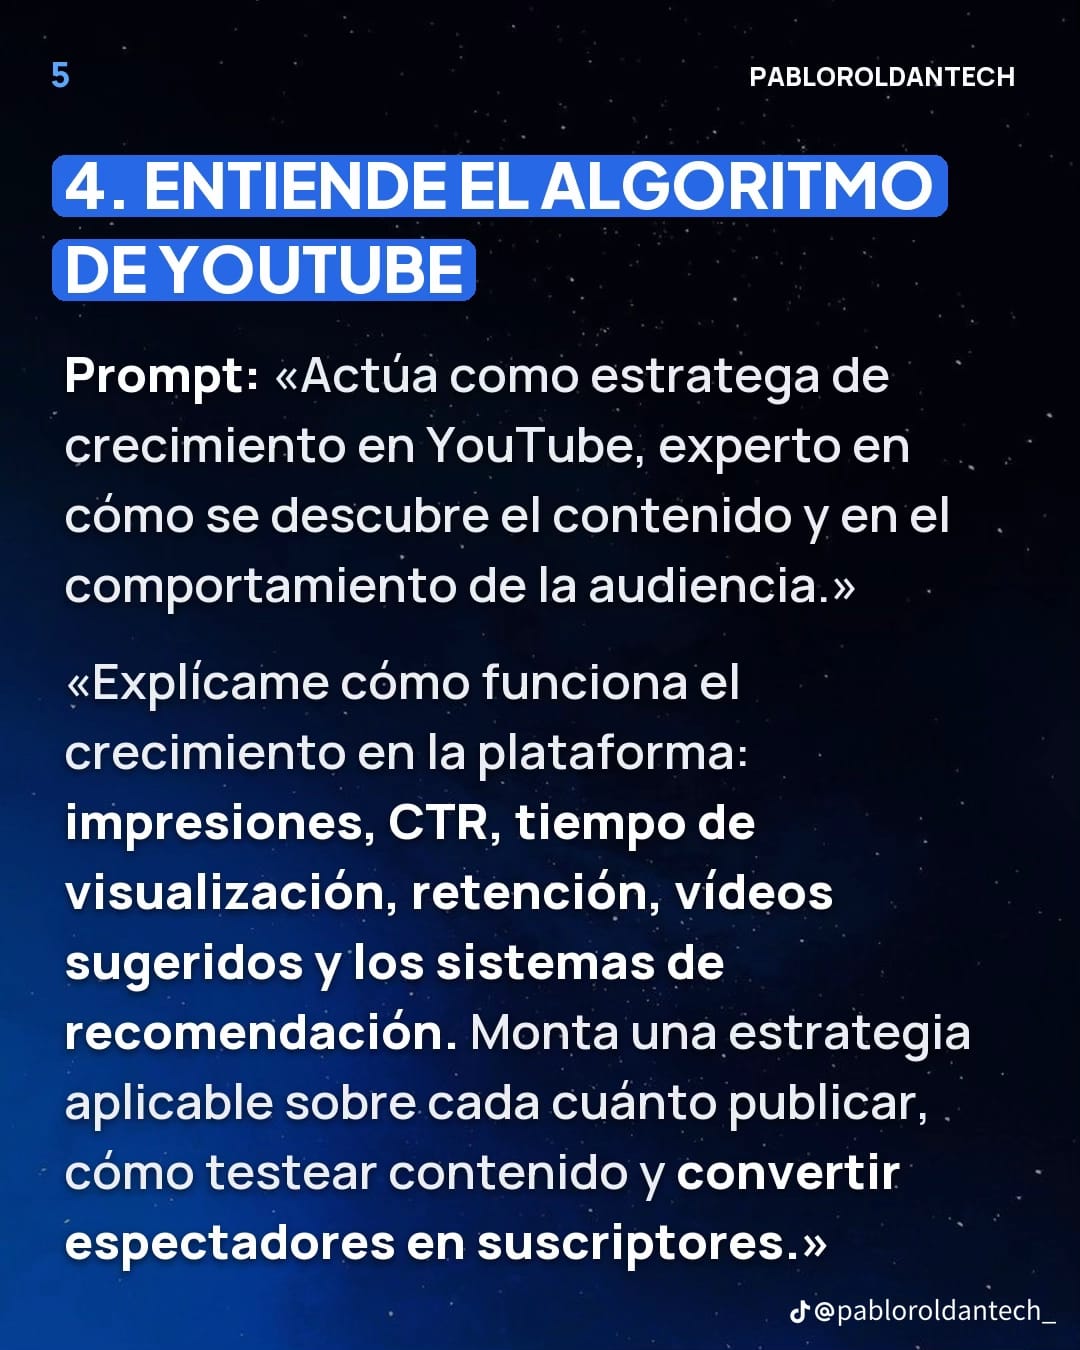 5
PABLOROLDANTECH
4. ENTIENDE EL ALGORITMO
DE YOUTUBE
Prompt: «Actúa como estratega de
crecimiento en YouTube, experto en
cómo se descubre el contenido y en el
comportamiento de la audiencia.»
«Explícame cómo funciona el
crecimiento en la plataforma:
impresiones, CTR, tiempo de
visualización, retención, vídeos
sugeridos y los sistemas de
recomendación. Monta una estrategia
aplicable sobre cada cuánto publicar,
cómo testear contenido y convertir
espectadores en suscriptores.»
@pabloroldantech_